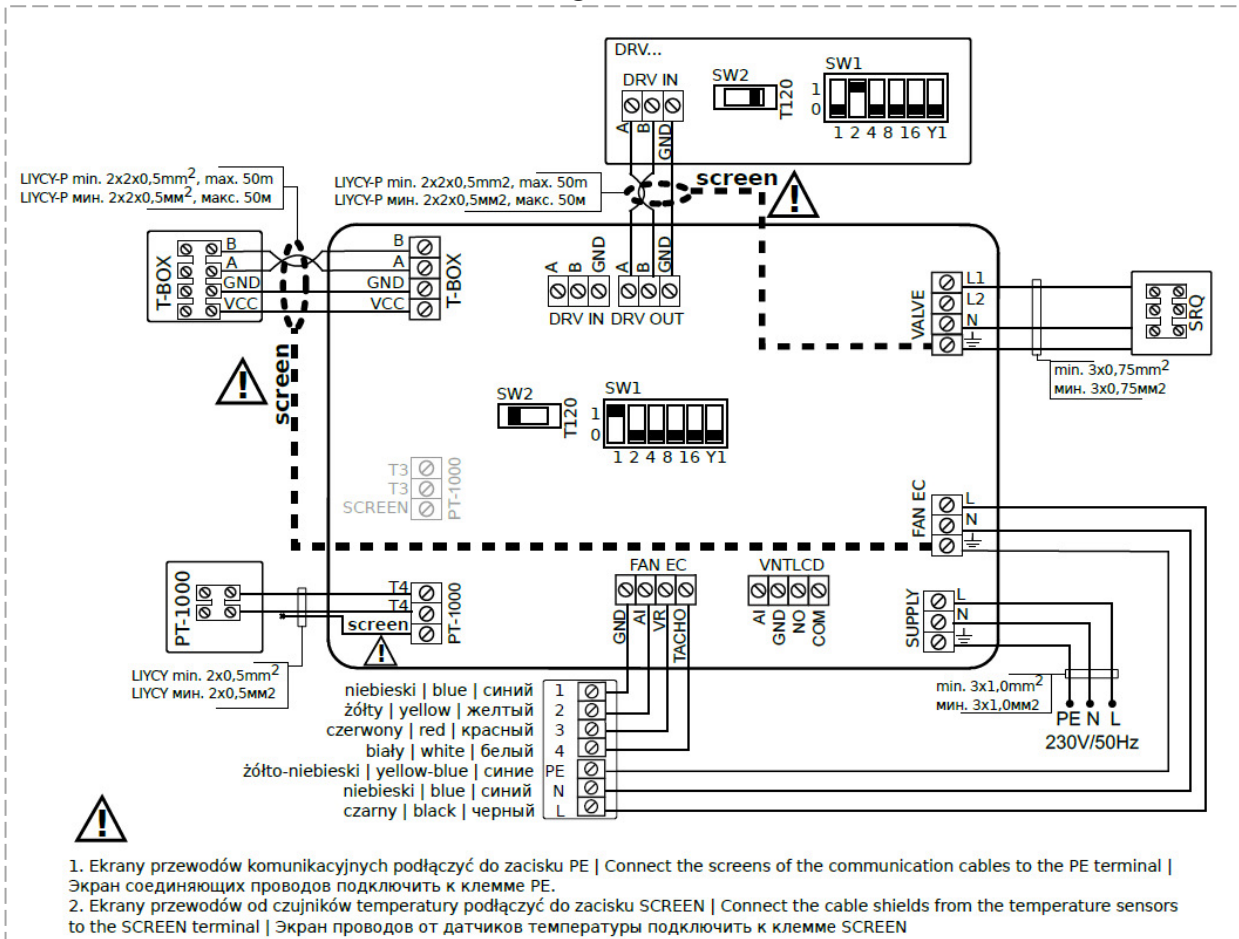 DRV...
DRV IN
SW2
SW1
T120
1
0
1 2 4 8 16 Y1
A
B
GND
LIYCY-P min. 2x2x0,5mm², max. 50m
LIYCY-P мин. 2x2x0,5мм², макс. 50м
LIYCY-P min. 2x2x0,5mm2, max. 50m
LIYCY-P мин. 2x2x0,5мм2, макс. 50м
screen
T-BOX
B
A
GND
VCC
B
A
GND
VCC
T-BOX
A
B
GND
A
B
GND
DRV IN DRV OUT
VALVE
L1
L2
N
SRQ
min. 3x0,75mm²
мин. 3x0,75мм2
screen
SW2
T120
SW1
1
0
1 2 4 8 16 Y1
T3
T3
SCREEN
PT-1000
FAN EC
L
N
PT-1000
T4
T4
screen
PT-1000
LIYCY min. 2x0,5mm²
LIYCY мин. 2x0,5мм2
FAN EC
GND
AI
VR
TACHO
VNTLCD
AI
GND
NO
COM
SUPPLY
L
N
min. 3x1,0mm²
мин. 3x1,0мм2
PE N L
230V/50Hz
niebieski | blue | синий 1
żółty | yellow | желтый 2
czerwony | red | красный 3
biały | white | белый 4
żółto-niebieski | yellow-blue | синие PE
niebieski | blue | синий N
czarny | black | черный L
1. Ekrany przewodów komunikacyjnych podłączyć do zacisku PE | Connect the screens of the communication cables to the PE terminal |
Экран соединяющих проводов подключить к клемме PE.
2. Ekrany przewodów od czujników temperatury podłączyć do zacisku SCREEN | Connect the cable shields from the temperature sensors
to the SCREEN terminal | Экран проводов от датчиков температуры подключить к клемме SCREEN